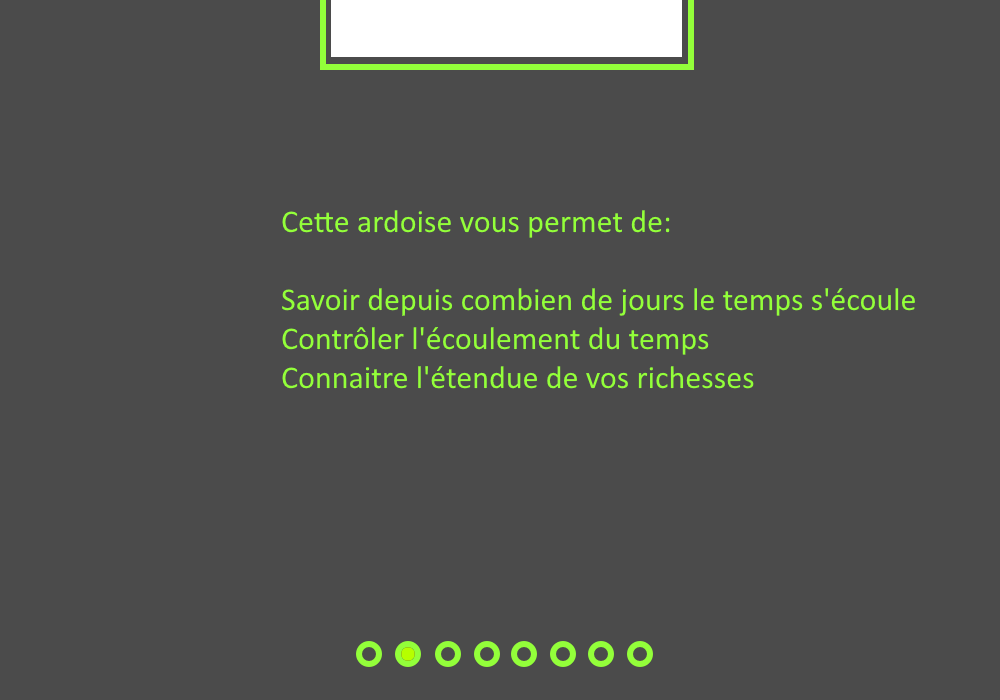 Cette ardoise vous permet de:
Savoir depuis combien de jours le temps s'écoule
Contrôler l'écoulement du temps
Connaitre l'étendue de vos richesses